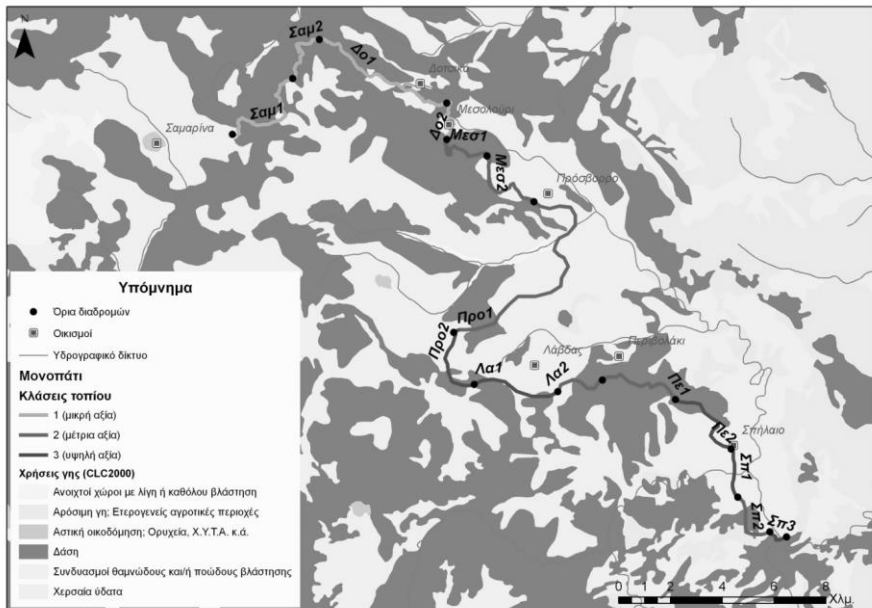 N
Σαμ2
Δο1
Δοτσικό
Σαμ1
Μεσολούρι
Σαμαρίνα
Δο2
Μεσ1
Μεσ2
Πρόσβορρο
Προ1
Προ2
Λα1
Λάβδας
Περιβολάκι
Λα2
Πε1
Πε2
Σπήλαιο
Σπ1
Σπ2
Σπ3
Υπόμνημα
Όρια διαδρομών
Οικισμοί
Υδρογραφικό δίκτυο
Μονοπάτι
Κλάσεις τοπίου
1 (μικρή αξία)
2 (μέτρια αξία)
3 (υψηλή αξία)
Χρήσεις γης (CLC2000)
Ανοιχτοί χώροι με λίγη ή καθόλου βλάστηση
Αρόσιμη γη; Ετερογενείς αγροτικές περιοχές
Αστική οικοδόμηση; Ορυχεία, Χ.Υ.Τ.Α. κ.ά.
Δάση
Συνδυασμοί θαμνώδους και/ή ποώδους βλάστησης
Χερσαία ύδατα
0 1 2 4 6 8 Χλμ.